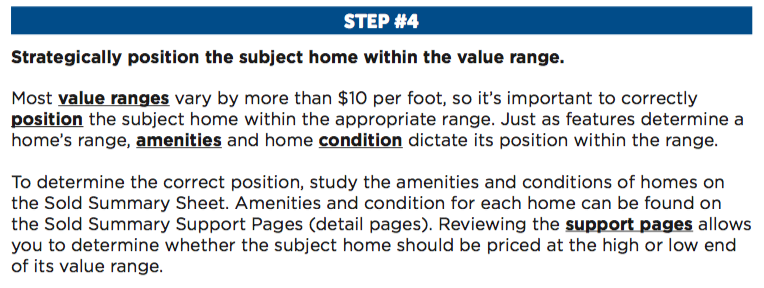 STEP #4
Strategically position the subject home within the value range.
Most value ranges vary by more than $10 per foot, so it's important to correctly
position the subject home within the appropriate range. Just as features determine a
home's range, amenities and home condition dictate its position within the range.
To determine the correct position, study the amenities and conditions of homes on
the Sold Summary Sheet. Amenities and condition for each home can be found on
the Sold Summary Support Pages (detail pages). Reviewing the support pages allows
you to determine whether the subject home should be priced at the high or low end
of its value range.